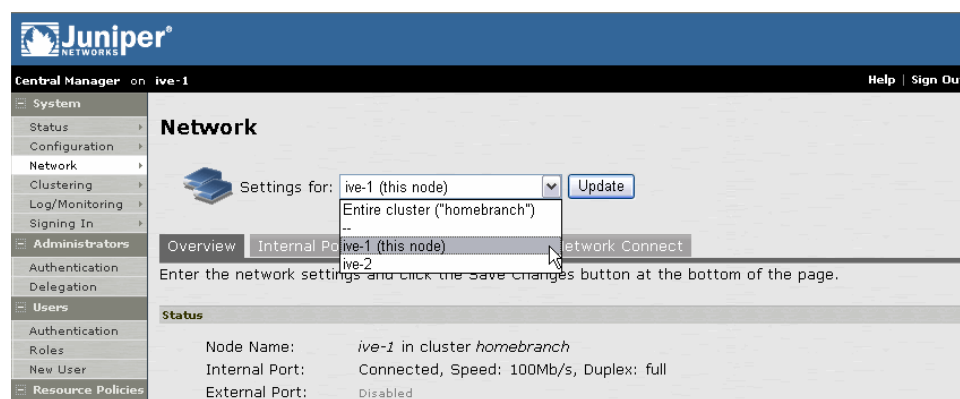 Juniper®
NETWORKS
Central Manager on ive-1
Help | Sign Ou
System
Status
Configuration
Network
Clustering
Log/Monitoring
Signing In
Administrators
Authentication
Delegation
Users
Authentication
Roles
New User
Resource Policies
Network
Settings for: ive-1 (this node) Update
Entire cluster ("homebranch")
--
ive-1 (this node)
ive-2
Overview Internal Po etwork Connect
Enter the network settings and click the Save Changes button at the bottom of the page.
Status
Node Name: ive-1 in cluster homebranch
Internal Port: Connected, Speed: 100Mb/s, Duplex: full
External Port: Disabled